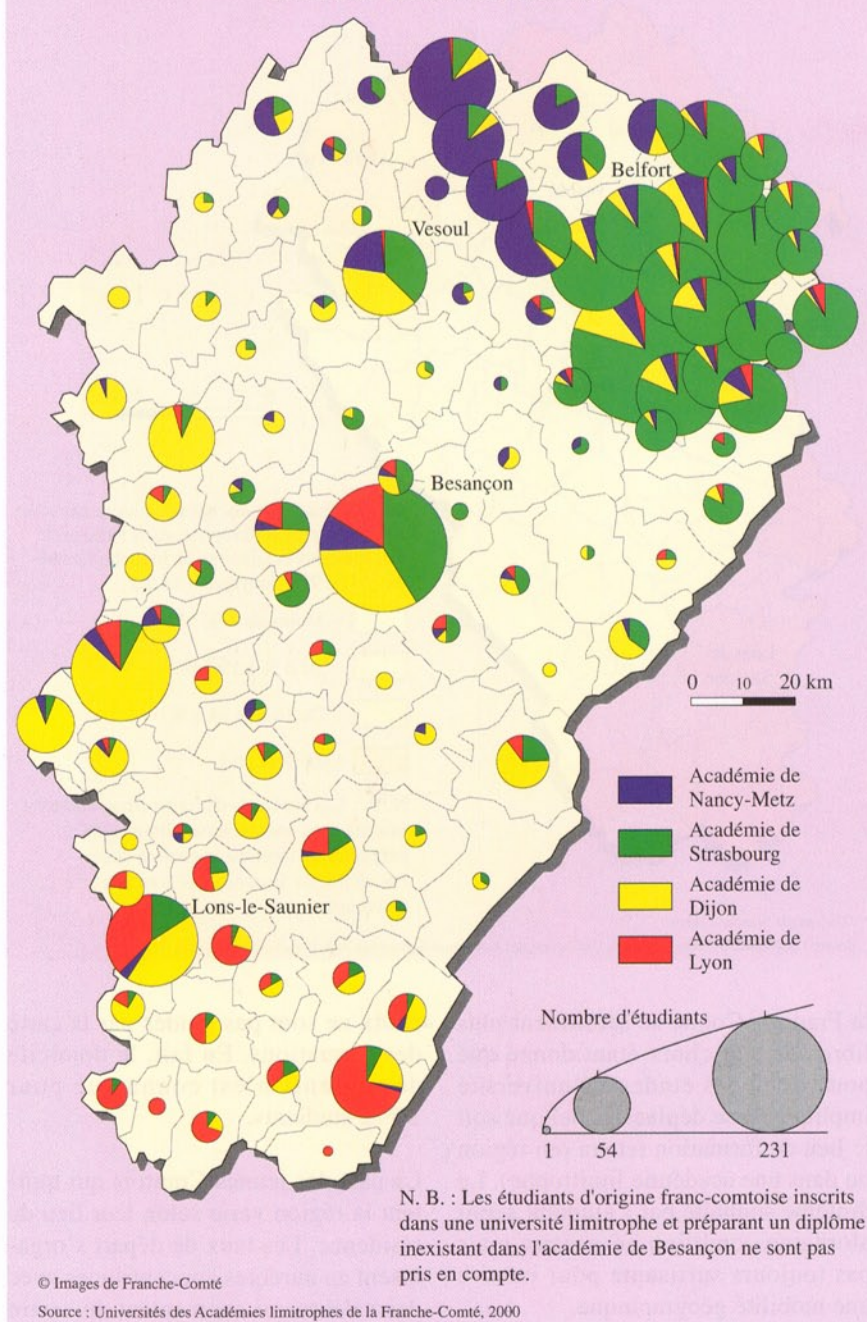 Belfort
Vesoul
Besançon
0 10 20 km
Académie de
Nancy-Metz
Académie de
Strasbourg
Académie de
Dijon
Lons-le-Saunier
Académie de
Lyon
Nombre d'étudiants
1 54 231
N. B. : Les étudiants d'origine franc-comtoise inscrits
dans une université limitrophe et préparant un diplôme
inexistant dans l'académie de Besançon ne sont pas
pris en compte.
© Images de Franche-Comté
Source : Universités des Académies limitrophes de la Franche-Comté, 2000